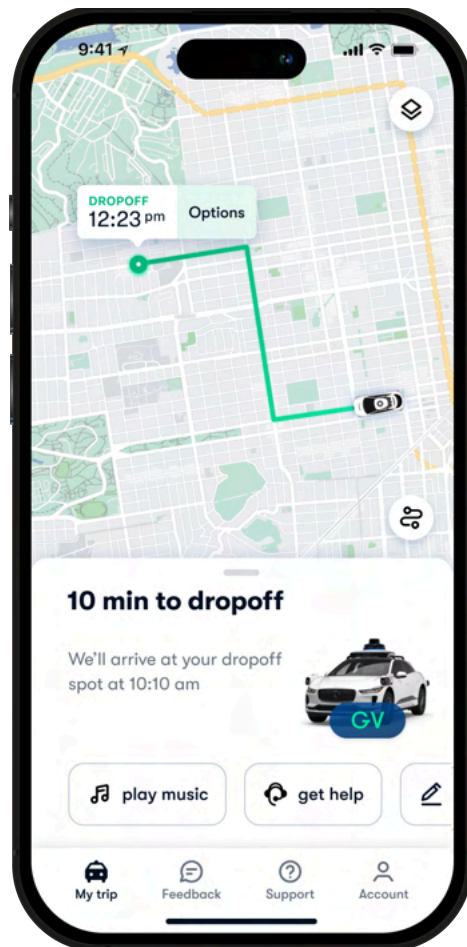 9:41
DROPOFF
12:23 pm
Options
10 min to dropoff
We'll arrive at your dropoff
spot at 10:10 am
GV
play music
get help
My trip
Feedback
Support
Account